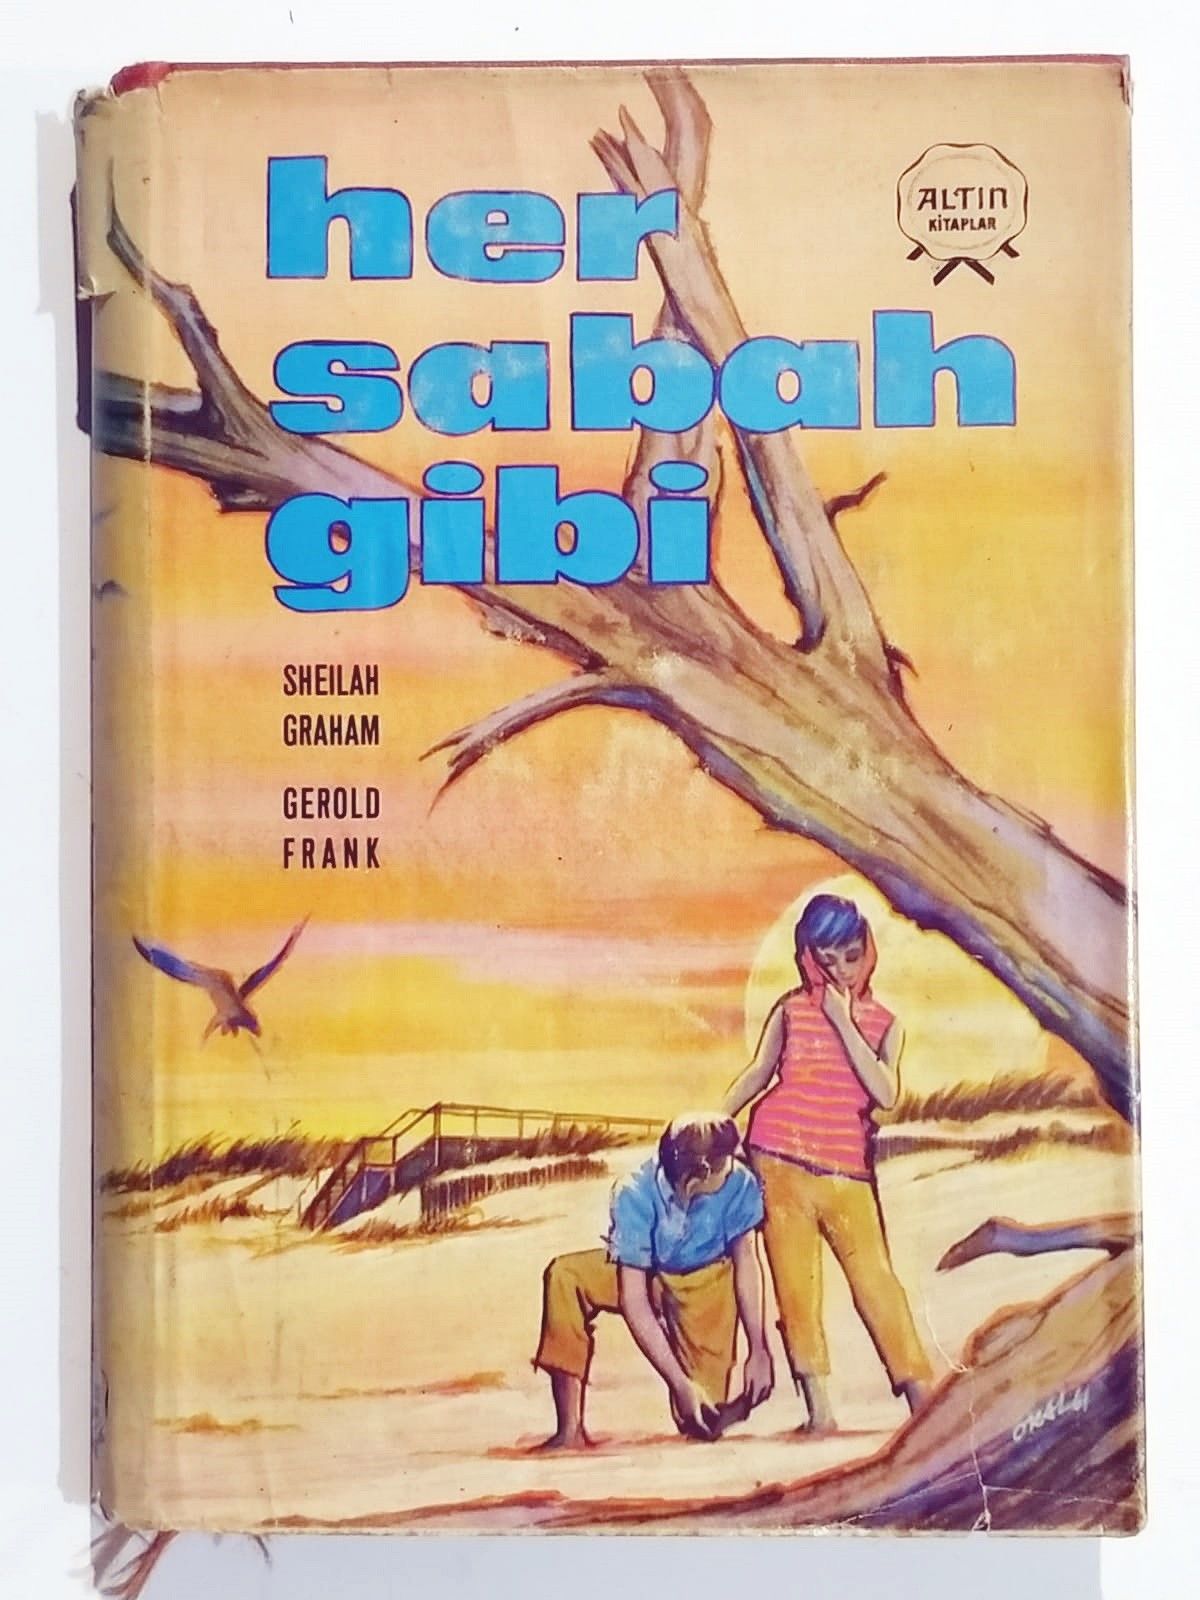 her
sabah
gibi
ALTIN
KİTAPLAR
SHEILAH
GRAHAM
GEROLD
FRANK